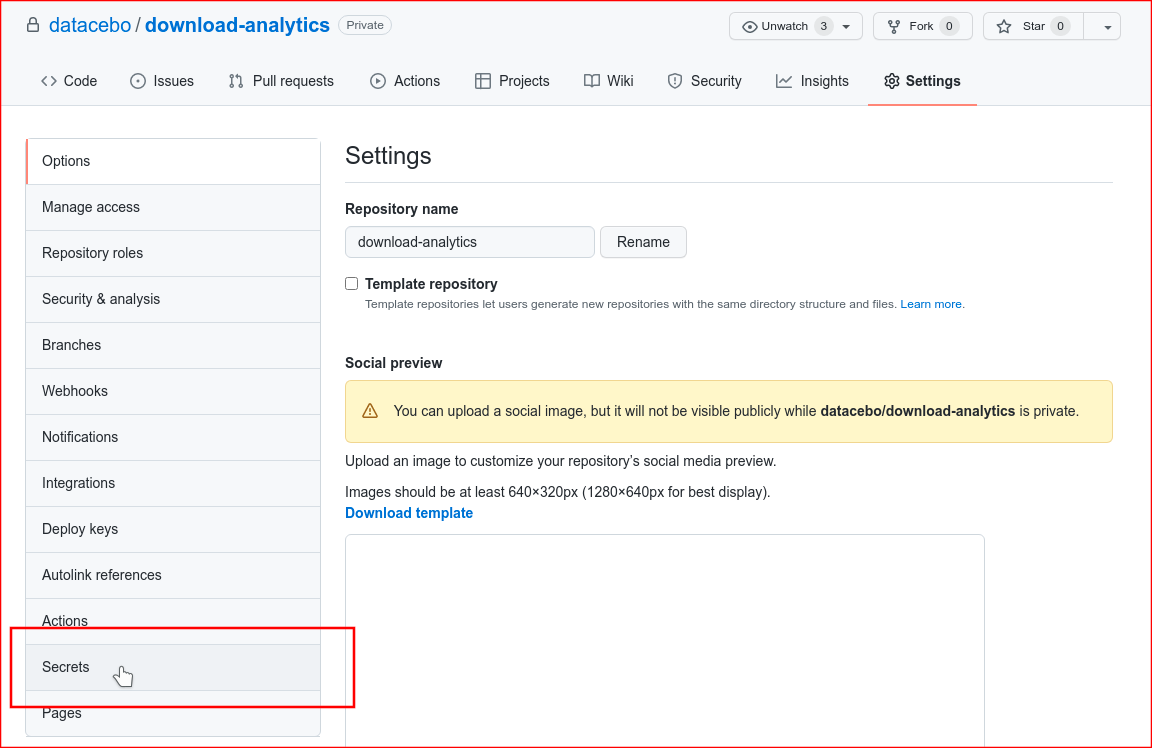 datacebo / download-analytics Private Unwatch 3 Fork 0 Star 0
Code Issues Pull requests Actions Projects Wiki Security Insights Settings
Options
Manage access
Repository roles
Security & analysis
Branches
Webhooks
Notifications
Integrations
Deploy keys
Autolink references
Actions
Secrets
Pages
Settings
Repository name
download-analytics Rename
Template repository
Template repositories let users generate new repositories with the same directory structure and files. Learn more.
Social preview
You can upload a social image, but it will not be visible publicly while datacebo/download-analytics is private.
Upload an image to customize your repository's social media preview.
Images should be at least 640×320px (1280×640px for best display).
Download template